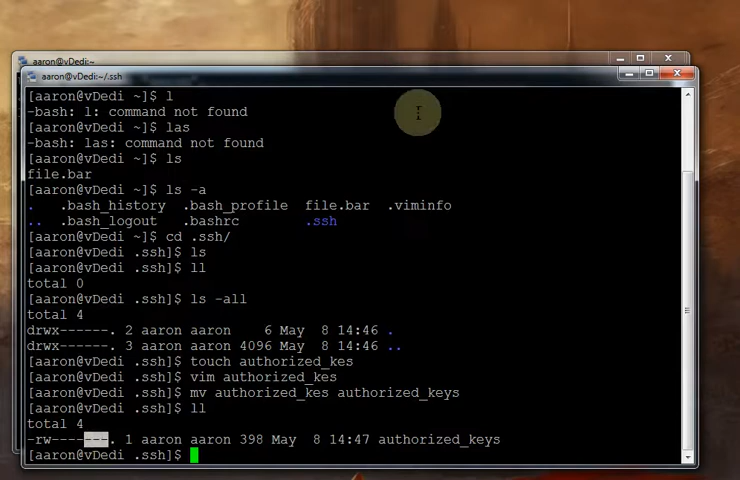 aaron@vDedi:~
aaron@vDedi:~/.ssh
[aaron@vDedi ~]$ l
-bash: l: command not found
[aaron@vDedi ~]$ las
-bash: las: command not found
[aaron@vDedi ~]$ ls
file.bar
[aaron@vDedi ~]$ ls -a
. .bash_history .bash_profile file.bar .viminfo
.. .bash_logout .bashrc .ssh
[aaron@vDedi ~]$ cd .ssh/
[aaron@vDedi .ssh]$ ls
[aaron@vDedi .ssh]$ ll
total 0
[aaron@vDedi .ssh]$ ls -all
total 4
drwx------. 2 aaron aaron 6 May 8 14:46 .
drwx------. 3 aaron aaron 4096 May 8 14:46 ..
[aaron@vDedi .ssh]$ touch authorized_kes
[aaron@vDedi .ssh]$ vim authorized_kes
[aaron@vDedi .ssh]$ mv authorized_kes authorized_keys
[aaron@vDedi .ssh]$ ll
total 4
-rw-------. 1 aaron aaron 398 May 8 14:47 authorized_keys
[aaron@vDedi .ssh]$